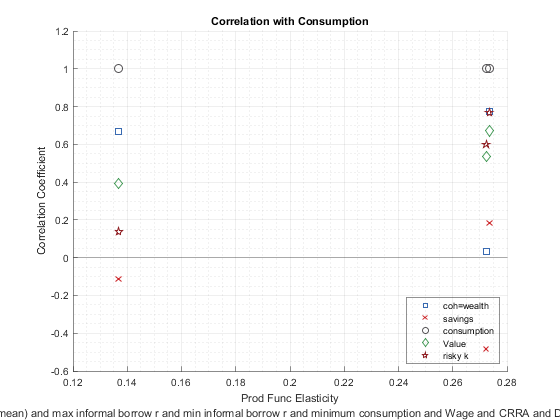 Correlation with Consumption
1.2
1
0.8
0.6
0.4
0.2
0
-0.2
-0.4
-0.6
Correlation Coefficient
coh=wealth
savings
consumption
Value
risky k
0.12 0.14 0.16 0.18 0.2 0.22 0.24 0.26 0.28
Prod Func Elasticity
mean) and max informal borrow r and min informal borrow r and minimum consumption and Wage and CRRA and